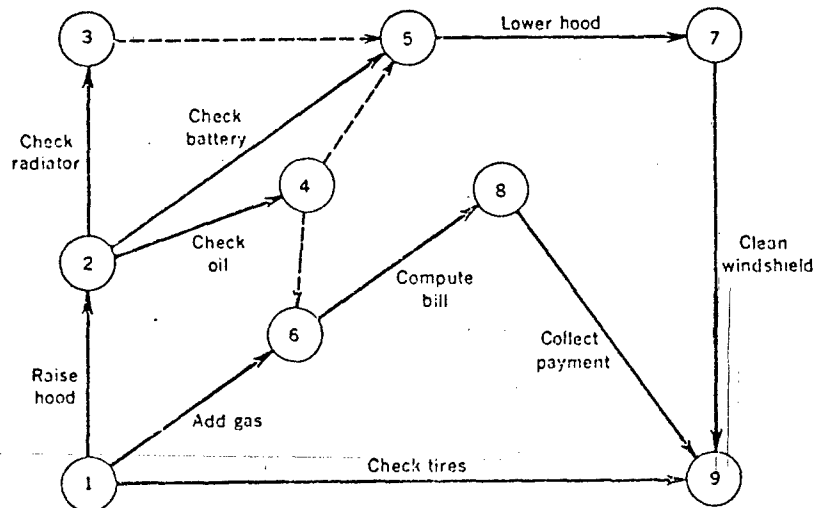 3
5
Lower hood
7
Check
battery
Check
radiator
4
8
2
Check
oil
Clean
windshield
Compute
bill
6
Collect
payment
Raise
hood
Add gas
1
Check tires
9